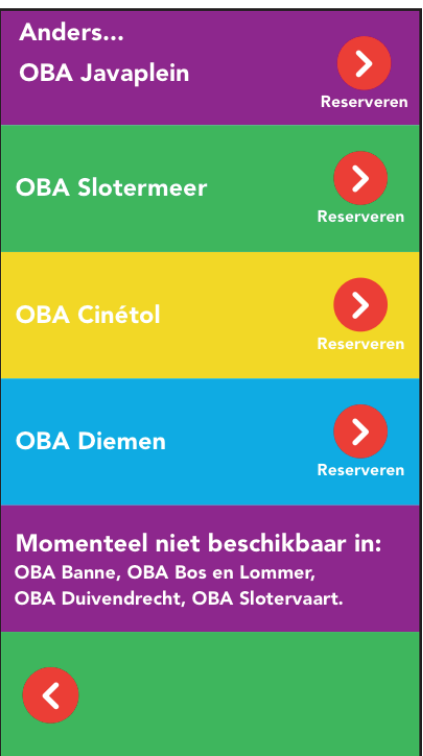 Anders...
OBA Javaplein
Reserveren
OBA Slotermeer
Reserveren
OBA Cinétol
Reserveren
OBA Diemen
Reserveren
Momenteel niet beschikbaar in:
OBA Banne, OBA Bos en Lommer,
OBA Duivendrecht, OBA Slotervaart.